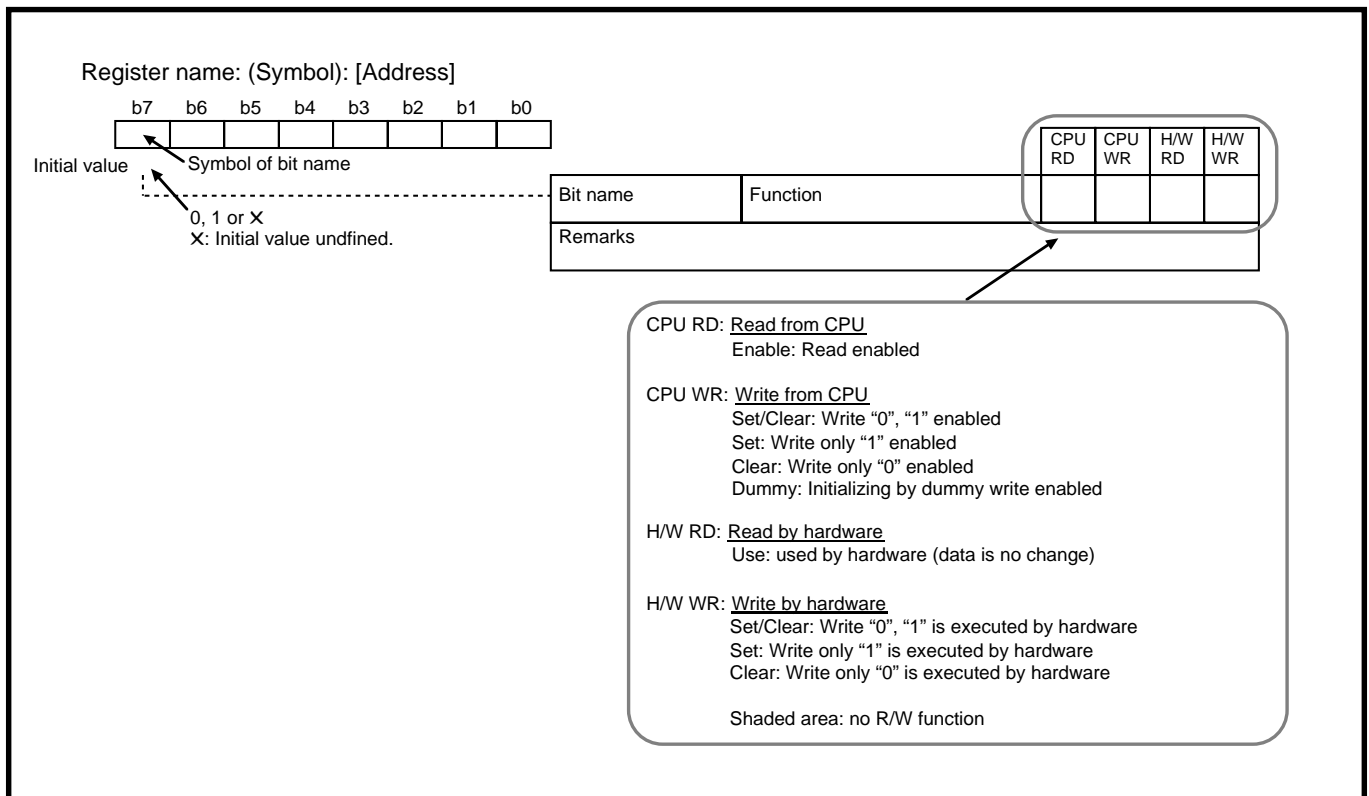 Register name: (Symbol): [Address]
b7 b6 b5 b4 b3 b2 b1 b0
CPU RD CPU WR H/W RD H/W WR
Initial value
Symbol of bit name
Bit name Function
0, 1 or X
X: Initial value undfined.
Remarks
CPU RD: Read from CPU
Enable: Read enabled
CPU WR: Write from CPU
Set/Clear: Write “0”, “1” enabled
Set: Write only “1” enabled
Clear: Write only “0” enabled
Dummy: Initializing by dummy write enabled
H/W RD: Read by hardware
Use: used by hardware (data is no change)
H/W WR: Write by hardware
Set/Clear: Write “0”, “1” is executed by hardware
Set: Write only “1” is executed by hardware
Clear: Write only “0” is executed by hardware
Shaded area: no R/W function